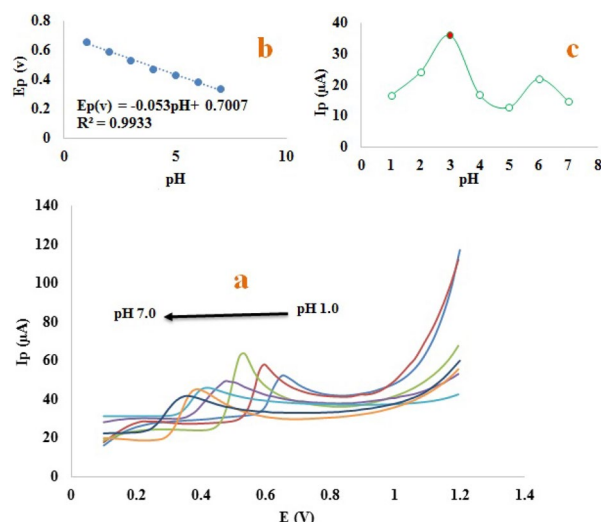 0.8
0.6
0.4
0.2
0
Ep (v)
b
Ep(v) = -0.053pH+ 0.7007
R² = 0.9933
0 5 10
pH
40
30
20
10
0
Ip (µA)
c
0 1 2 3 4 5 6 7 8
pH
140
120
100
80
60
40
20
0
Ip (µA)
a
pH 7.0 pH 1.0
0 0.2 0.4 0.6 0.8 1 1.2 1.4
E (V)